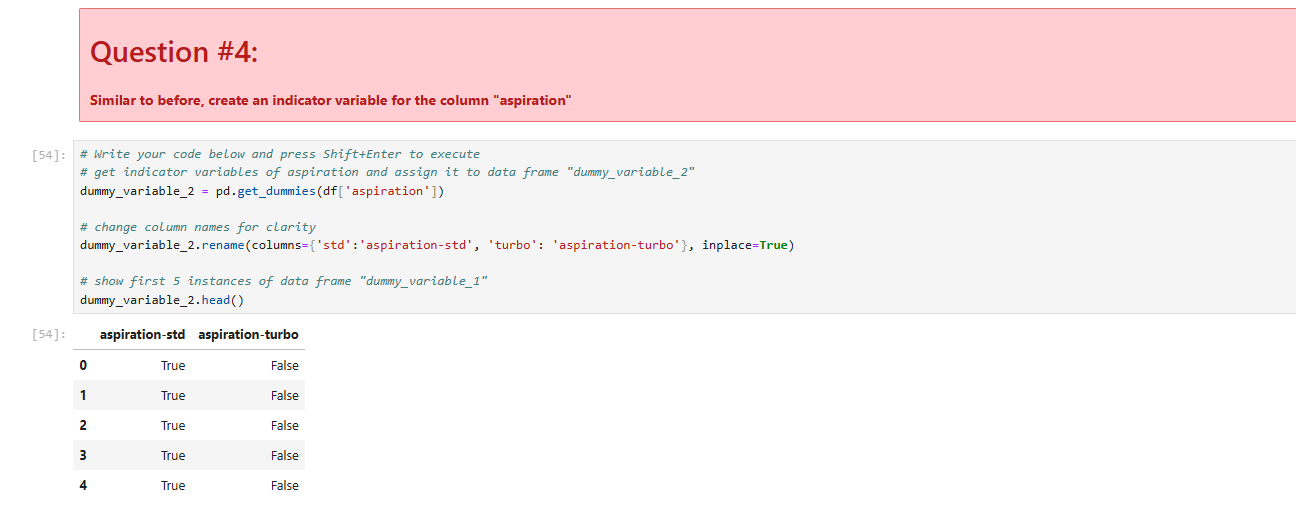 Question #4:
Similar to before, create an indicator variable for the column "aspiration"
[54]:
# Write your code below and press Shift+Enter to execute
# get indicator variables of aspiration and assign it to data frame "dummy_variable_2"
dummy_variable_2 = pd.get_dummies(df['aspiration'])
# change column names for clarity
dummy_variable_2.rename(columns={'std':'aspiration-std', 'turbo': 'aspiration-turbo'}, inplace=True)
# show first 5 instances of data frame "dummy_variable_1"
dummy_variable_2.head()
[54]:
aspiration-std aspiration-turbo
0 True False
1 True False
2 True False
3 True False
4 True False